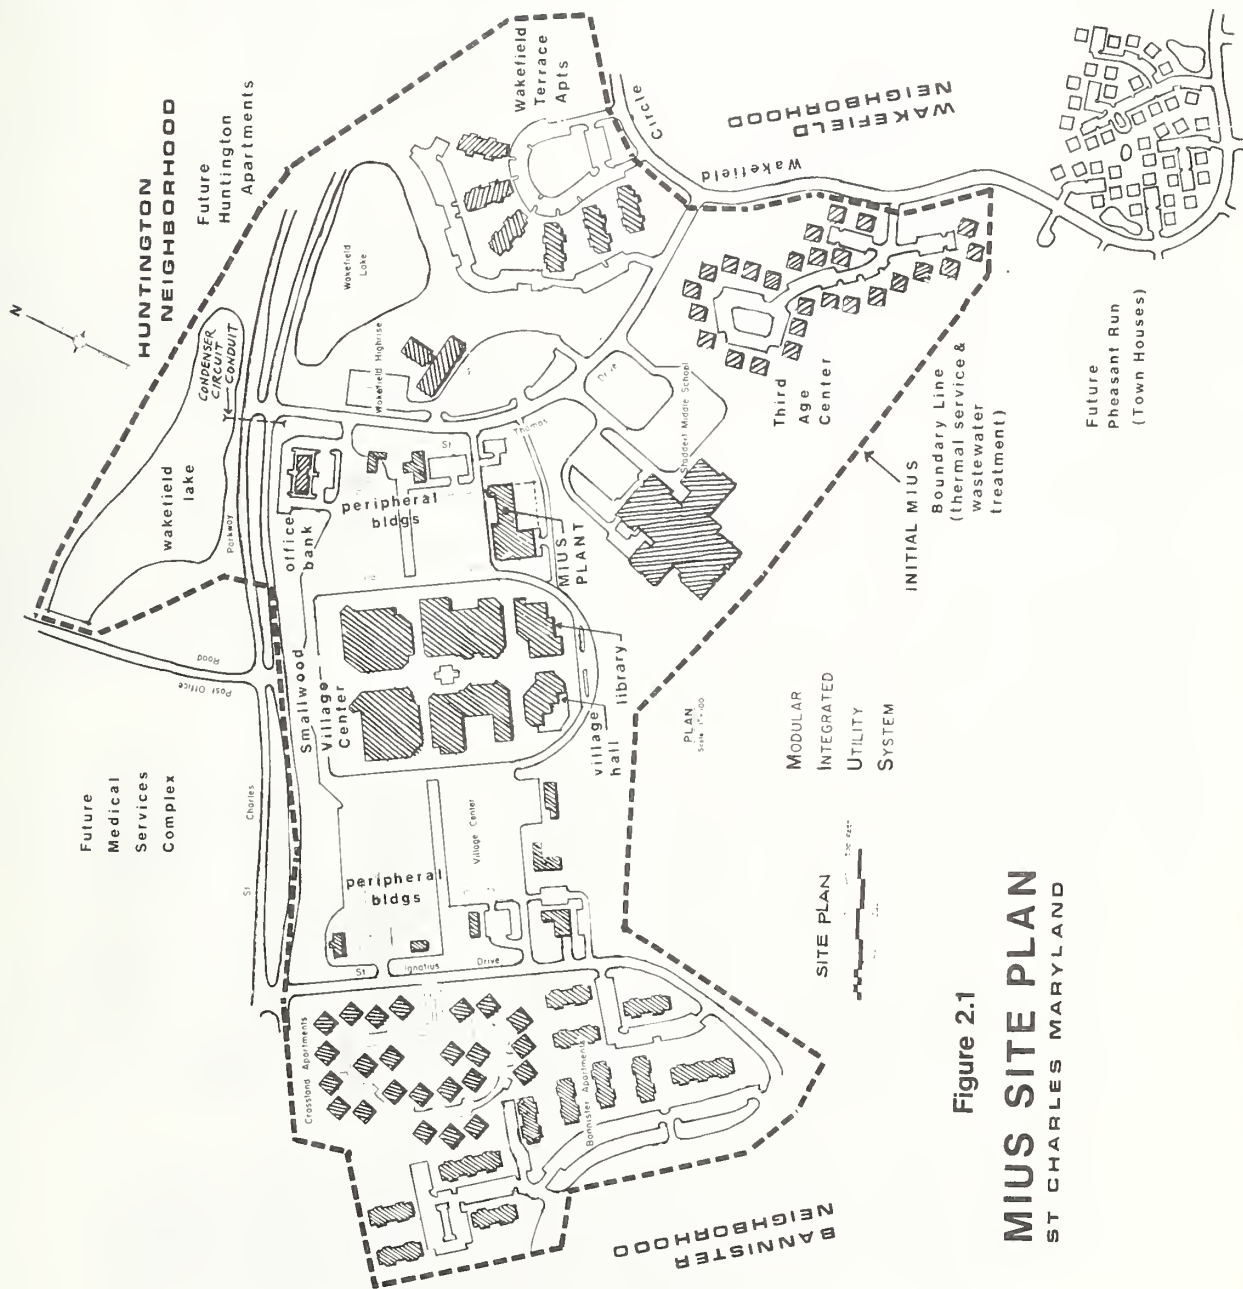 N
HUNTINGTON
NEIGHBORHOOD
Future
Huntington
Apartments
Wakefield
Terrace
Apts
Circle
Wakefield
WAKEFIELD
NEIGHBORHOOD
CONDENSER
CIRCUIT
CONDUIT
wakefield
lake
Wakefield
Lake
Parkway
Wakefield Highrise
office
bank
peripheral
bldgs
St
Thomas
Drive
Stoddert Middle School
MIUS
PLANT
Third
Age
Center
Future
Pheasant Run
(Town Houses)
INITIAL MIUS
Boundary Line
(thermal service &
wastewater
treatment)
Post Office
Road
Smallwood
Village
Center
library
village
hall
PLAN
Scale 1"=100
MODULAR
INTEGRATED
UTILITY
SYSTEM
Future
Medical
Services
Complex
St
Charles
peripheral
bldgs
Village Center
St
Ignatius
Drive
Crossland Apartments
Bannister Apartments
BANNISTER
NEIGHBORHOOD
SITE PLAN
Figure 2.1
MIUS SITE PLAN
ST CHARLES MARYLAND